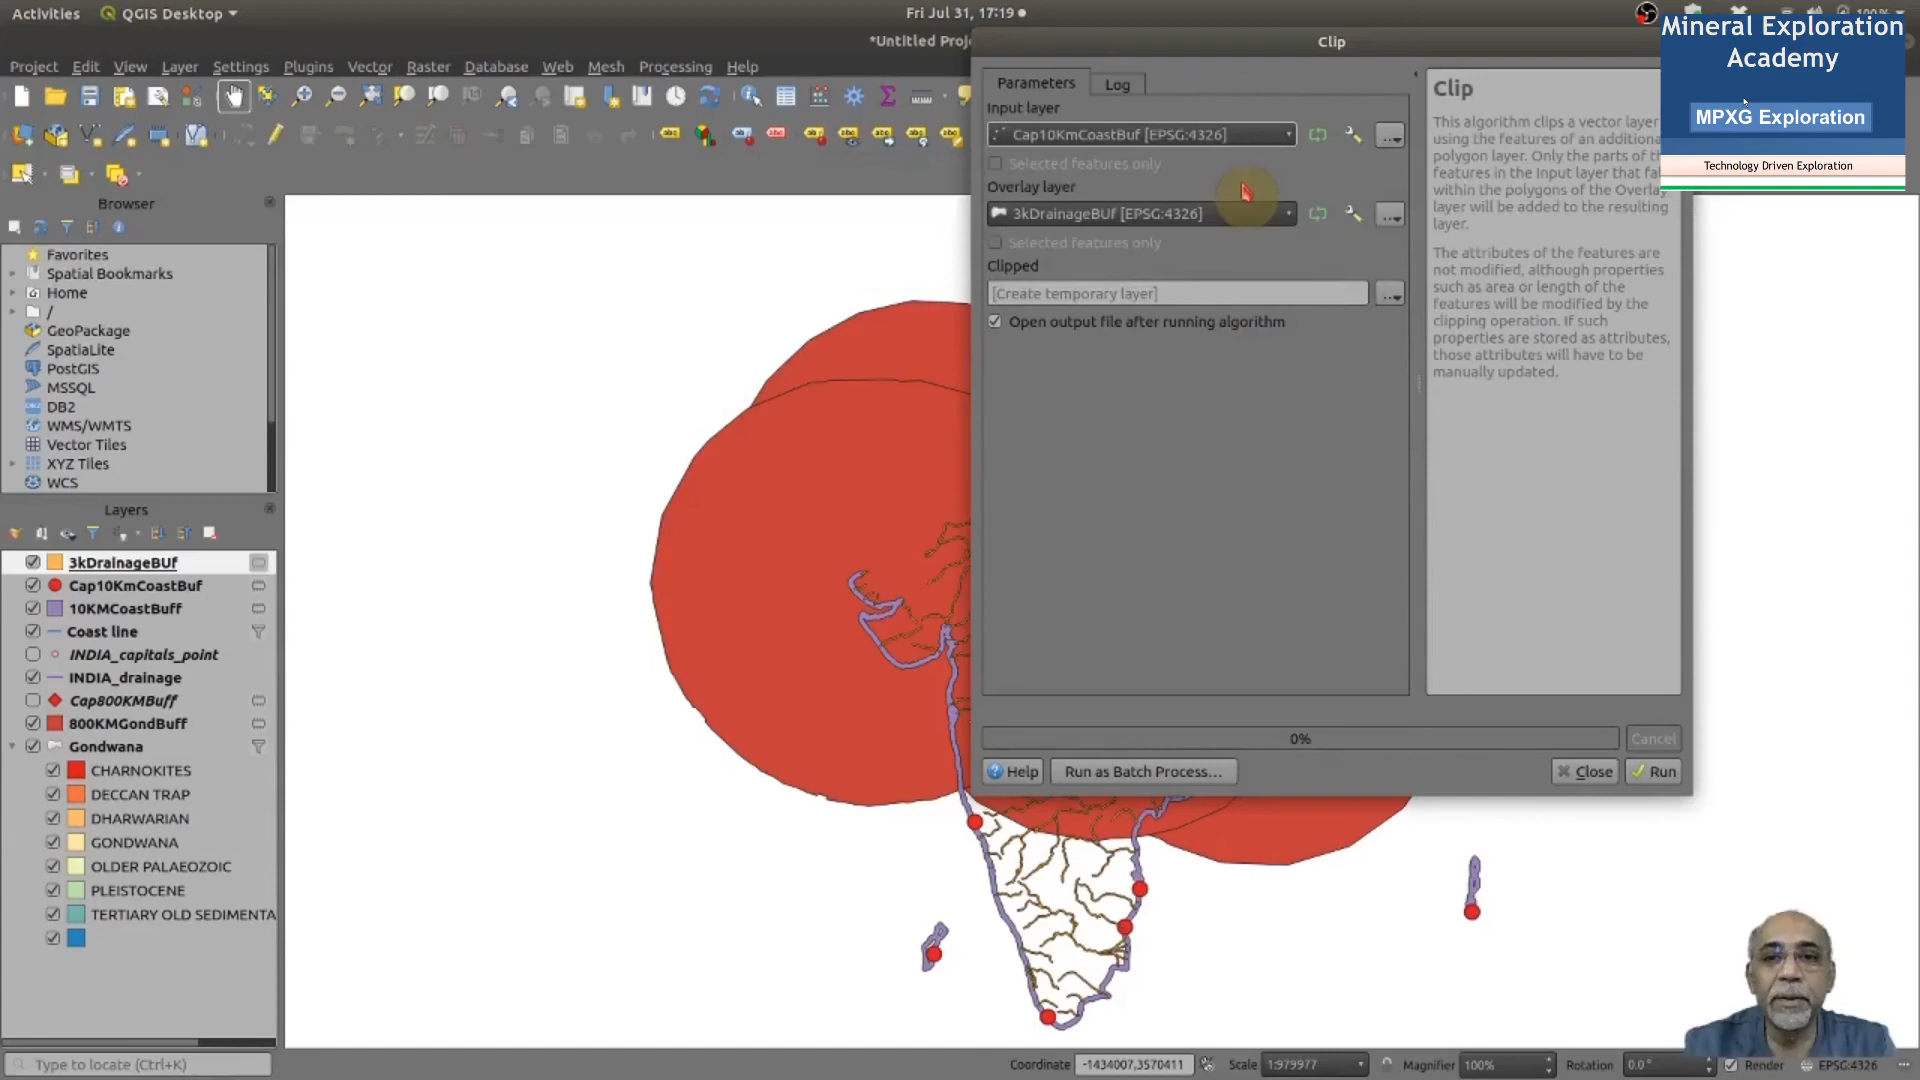 Activities
QGIS Desktop
Fri Jul 31, 17:19
*Untitled Proj
Clip
Mineral Exploration
Academy
MPXG Exploration
Technology Driven Exploration
Project Edit View Layer Settings Plugins Vector Raster Database Web Mesh Processing Help
Parameters
Log
Input layer
Cap10KmCoastBuf [EPSG:4326]
Selected features only
Overlay layer
3kDrainageBUf [EPSG:4326]
Selected features only
Clipped
[Create temporary layer]
Open output file after running algorithm
0%
Cancel
Help
Run as Batch Process...
Close
Run
Clip
This algorithm clips a vector layer
using the features of an additiona
polygon layer. Only the parts of th
features in the Input layer that fal
within the polygons of the Overlay
layer will be added to the resulting
layer.
The attributes of the features are
not modified, although properties
such as area or length of the
features will be modified by the
clipping operation. If such
properties are stored as attributes,
those attributes will have to be
manually updated.
Browser
Favorites
Spatial Bookmarks
Home
/
GeoPackage
SpatiaLite
PostGIS
MSSQL
DB2
WMS/WMTS
Vector Tiles
XYZ Tiles
WCS
Layers
3kDrainageBUf
Cap10KmCoastBuf
10KMCoastBuff
Coast line
INDIA_capitals_point
INDIA_drainage
Cap800KMBuff
800KMGondBuff
Gondwana
CHARNOKITES
DECCAN TRAP
DHARWARIAN
GONDWANA
OLDER PALAEOZOIC
PLEISTOCENE
TERTIARY OLD SEDIMENTA
Type to locate (Ctrl+K)
Coordinate -1434007,3570411
Scale 1:979977
Magnifier 100%
Rotation 0.0°
Render
EPSG:4326